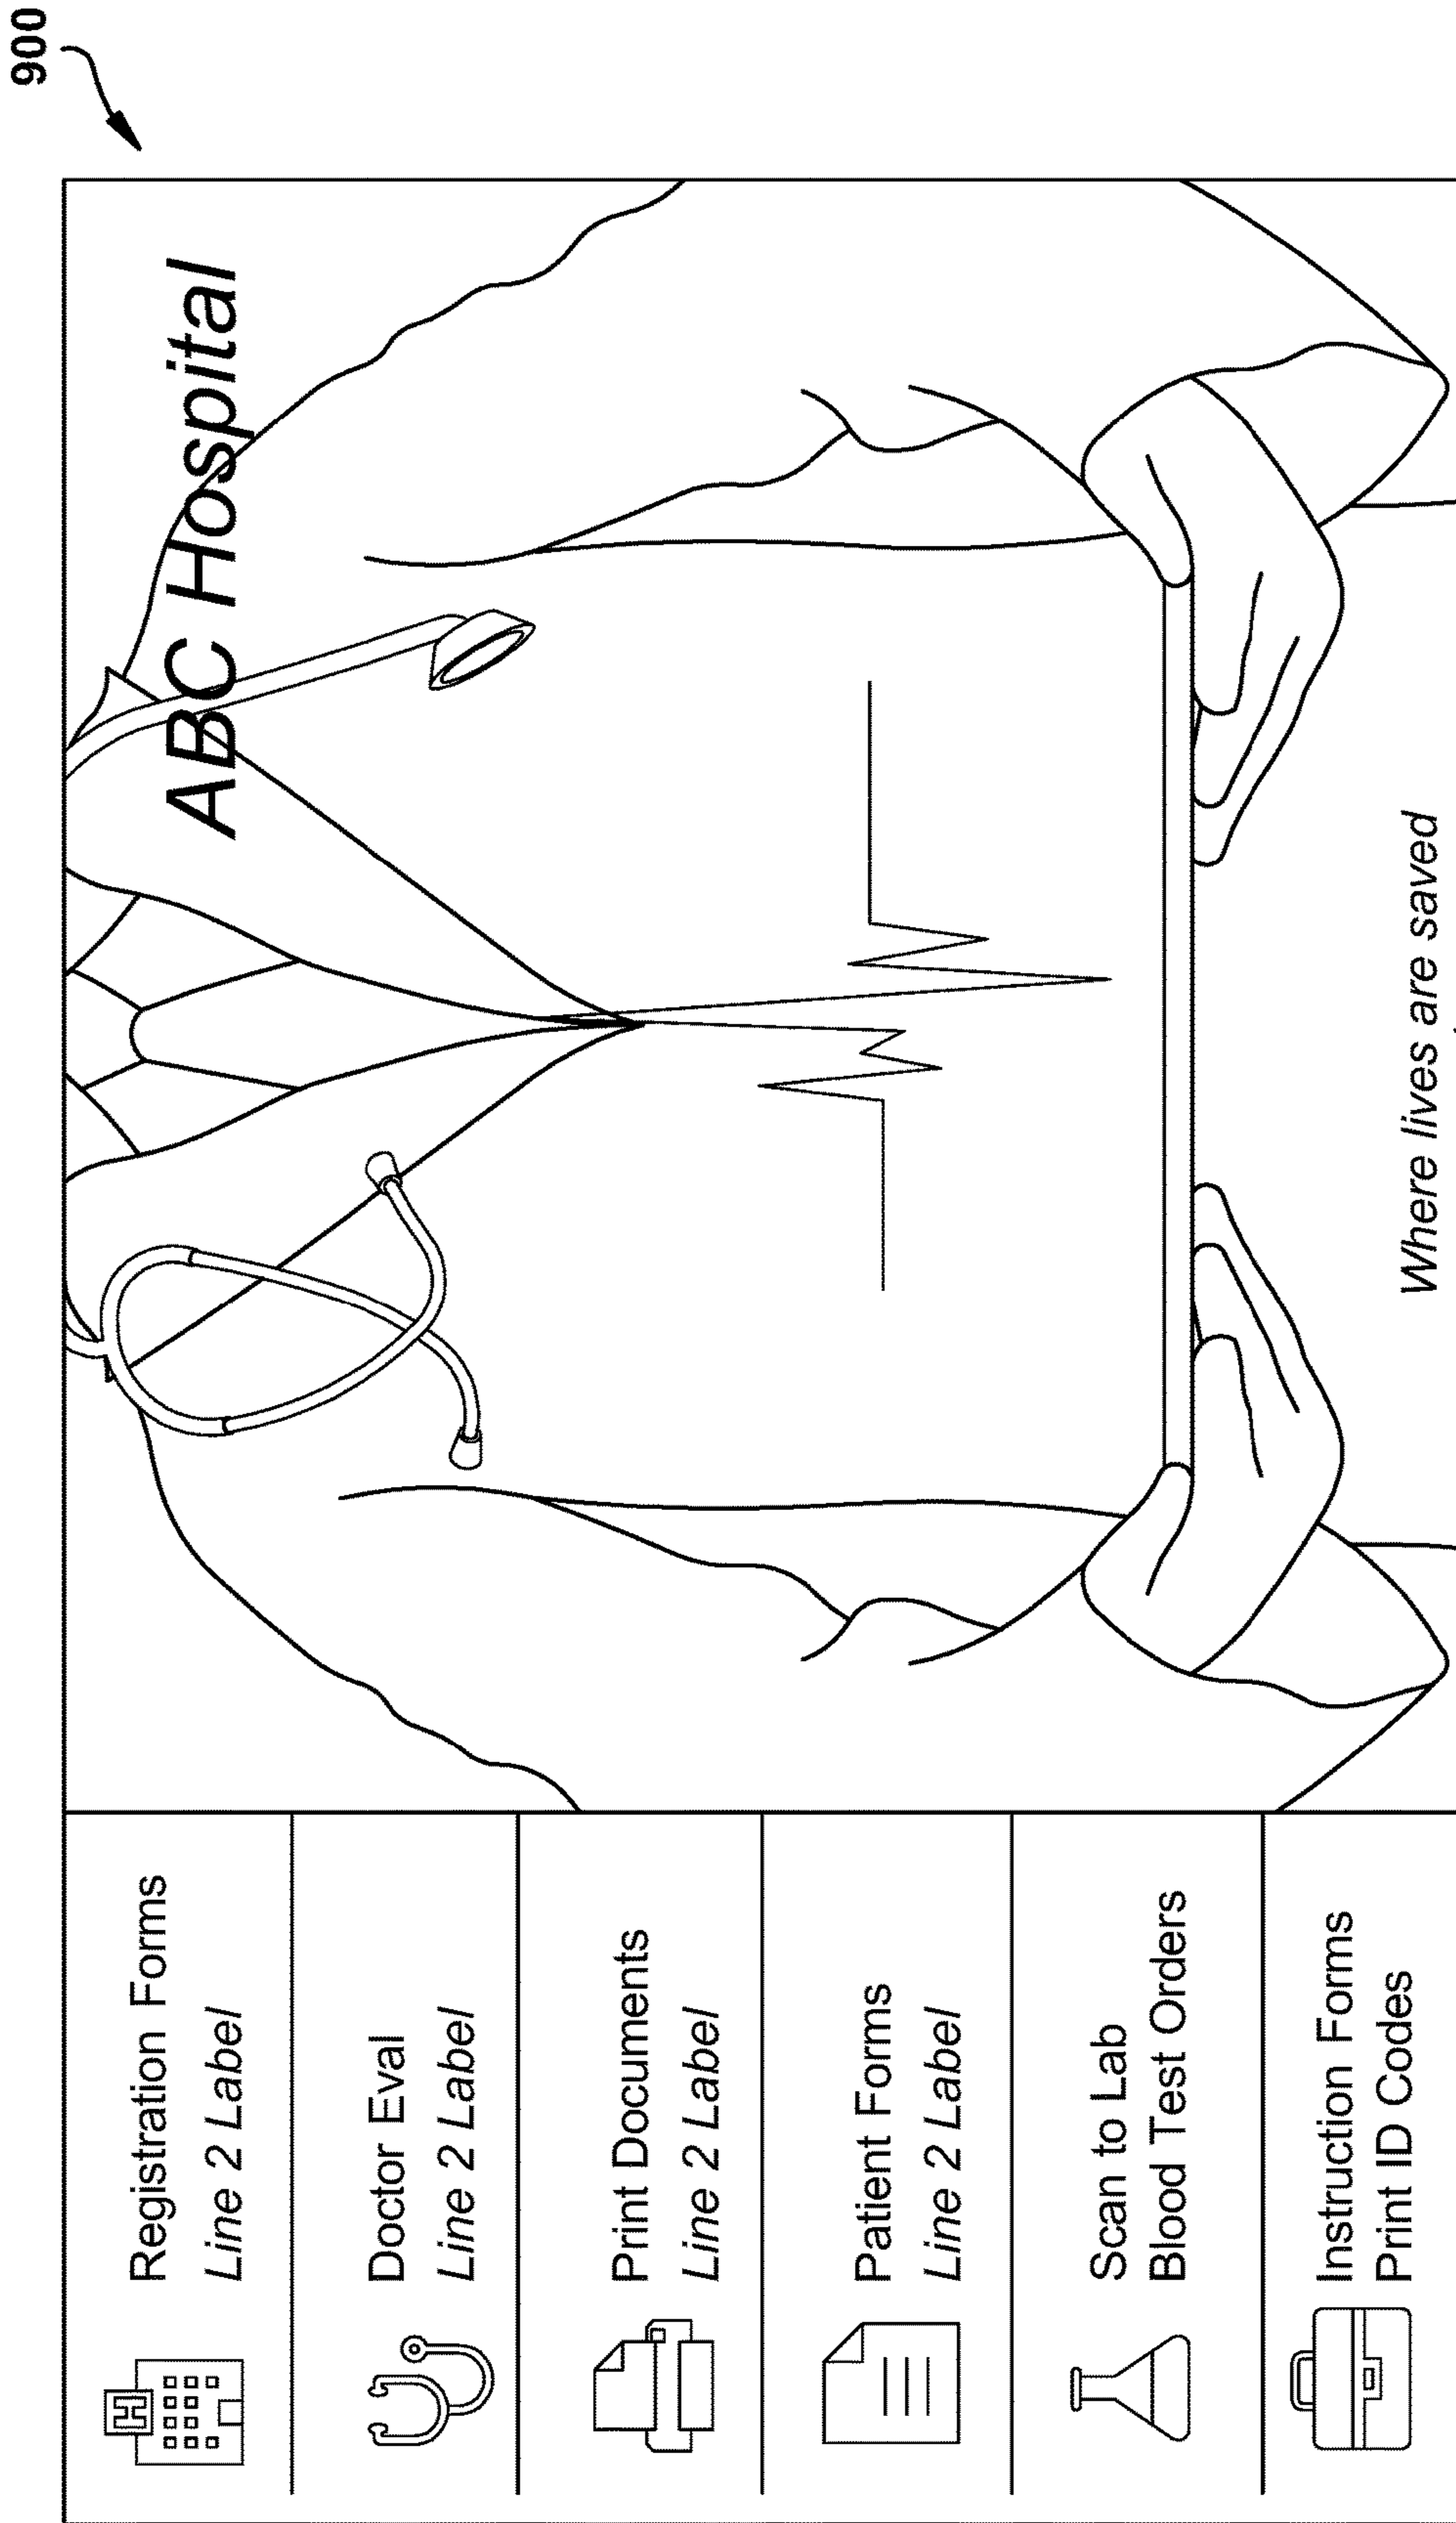 900
ABC Hospital
Registration Forms
Line 2 Label
Doctor Eval
Line 2 Label
Print Documents
Line 2 Label
Patient Forms
Line 2 Label
Scan to Lab
Blood Test Orders
Instruction Forms
Print ID Codes
Where lives are saved
H